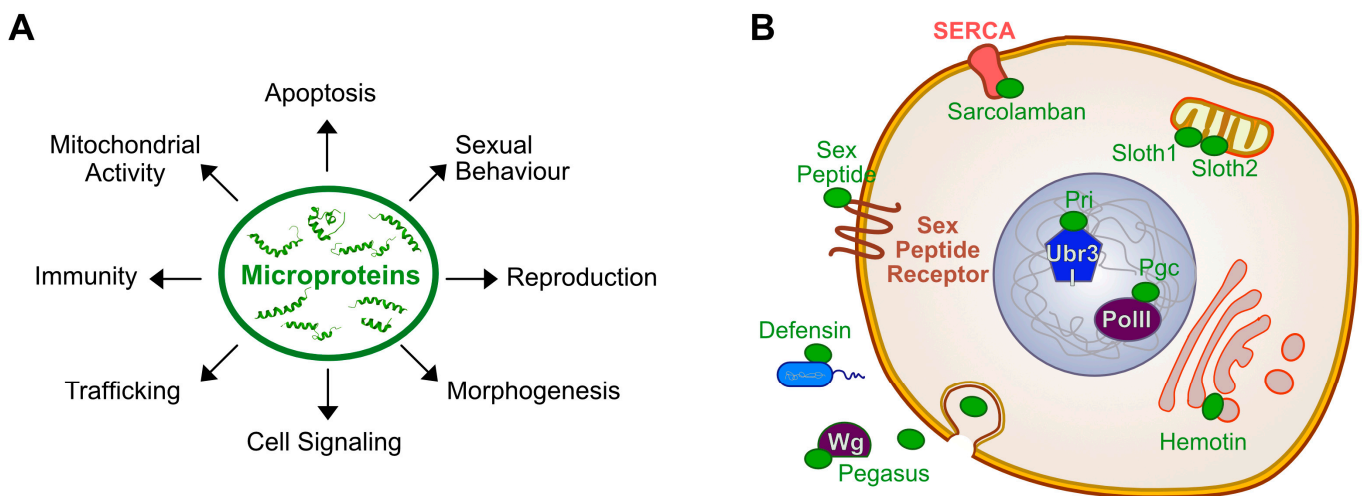 A
Apoptosis
Mitochondrial
Activity
Sexual
Behaviour
Immunity
Microproteins
Reproduction
Trafficking
Morphogenesis
Cell Signaling
B
SERCA
Sarcolamban
Sloth1
Sloth2
Sex
Peptide
Sex
Peptide
Receptor
Pri
Ubr3
I
Pgc
PolII
Defensin
Wg
Pegasus
Hemotin